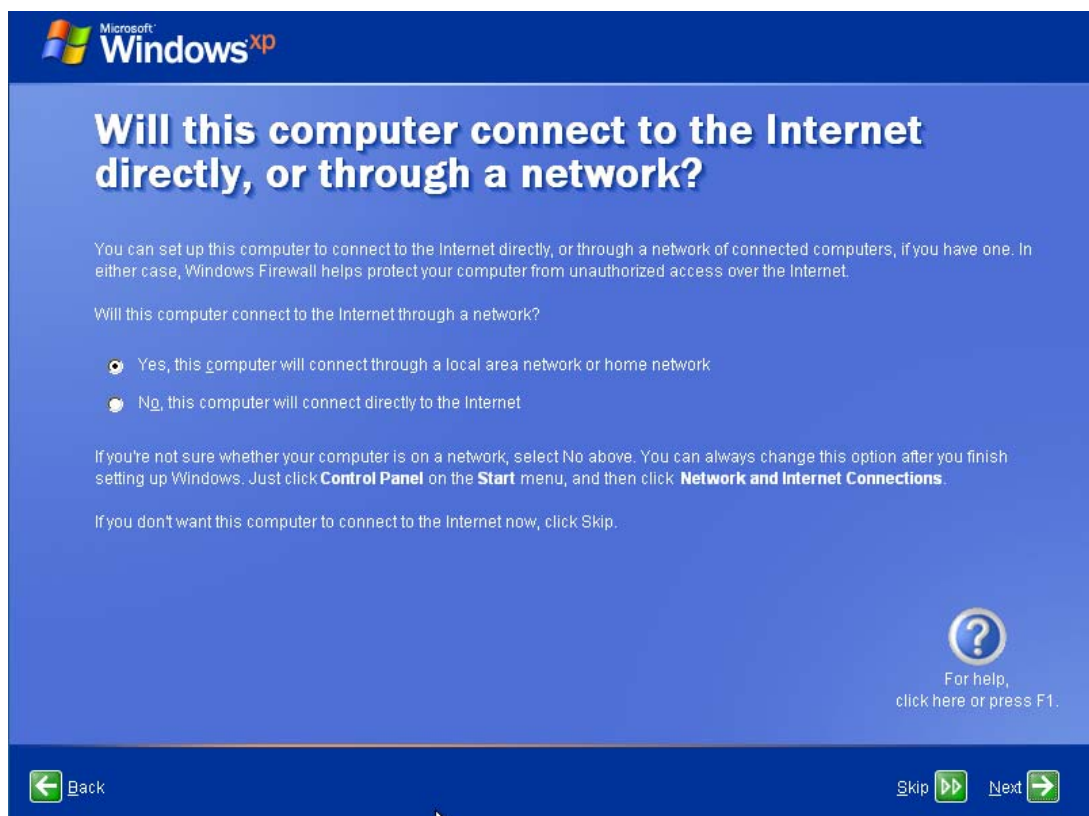 Microsoft
Windows xp
Will this computer connect to the Internet
directly, or through a network?
You can set up this computer to connect to the Internet directly, or through a network of connected computers, if you have one. In
either case, Windows Firewall helps protect your computer from unauthorized access over the Internet.
Will this computer connect to the Internet through a network?
Yes, this computer will connect through a local area network or home network
No, this computer will connect directly to the Internet
If you're not sure whether your computer is on a network, select No above. You can always change this option after you finish
setting up Windows. Just click Control Panel on the Start menu, and then click Network and Internet Connections.
If you don't want this computer to connect to the Internet now, click Skip.
For help,
click here or press F1.
Back
Skip
Next